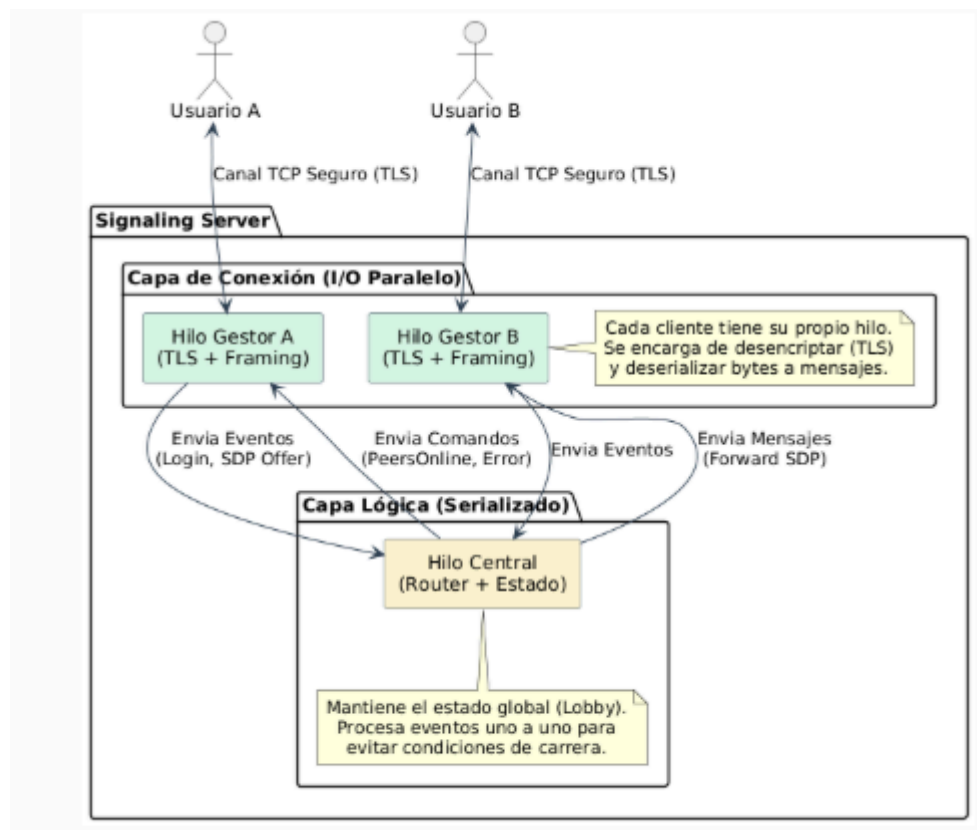 Usuario A
Usuario B
Canal TCP Seguro (TLS)
Canal TCP Seguro (TLS)
Signaling Server
Capa de Conexión (I/O Paralelo)
Hilo Gestor A
(TLS + Framing)
Hilo Gestor B
(TLS + Framing)
Cada cliente tiene su propio hilo.
Se encarga de desencriptar (TLS)
y deserializar bytes a mensajes.
Envia Eventos
(Login, SDP Offer)
Envia Comandos
(PeersOnline, Error)
Envia Eventos
Envia Mensajes
(Forward SDP)
Capa Lógica (Serializado)
Hilo Central
(Router + Estado)
Mantiene el estado global (Lobby).
Procesa eventos uno a uno para
evitar condiciones de carrera.